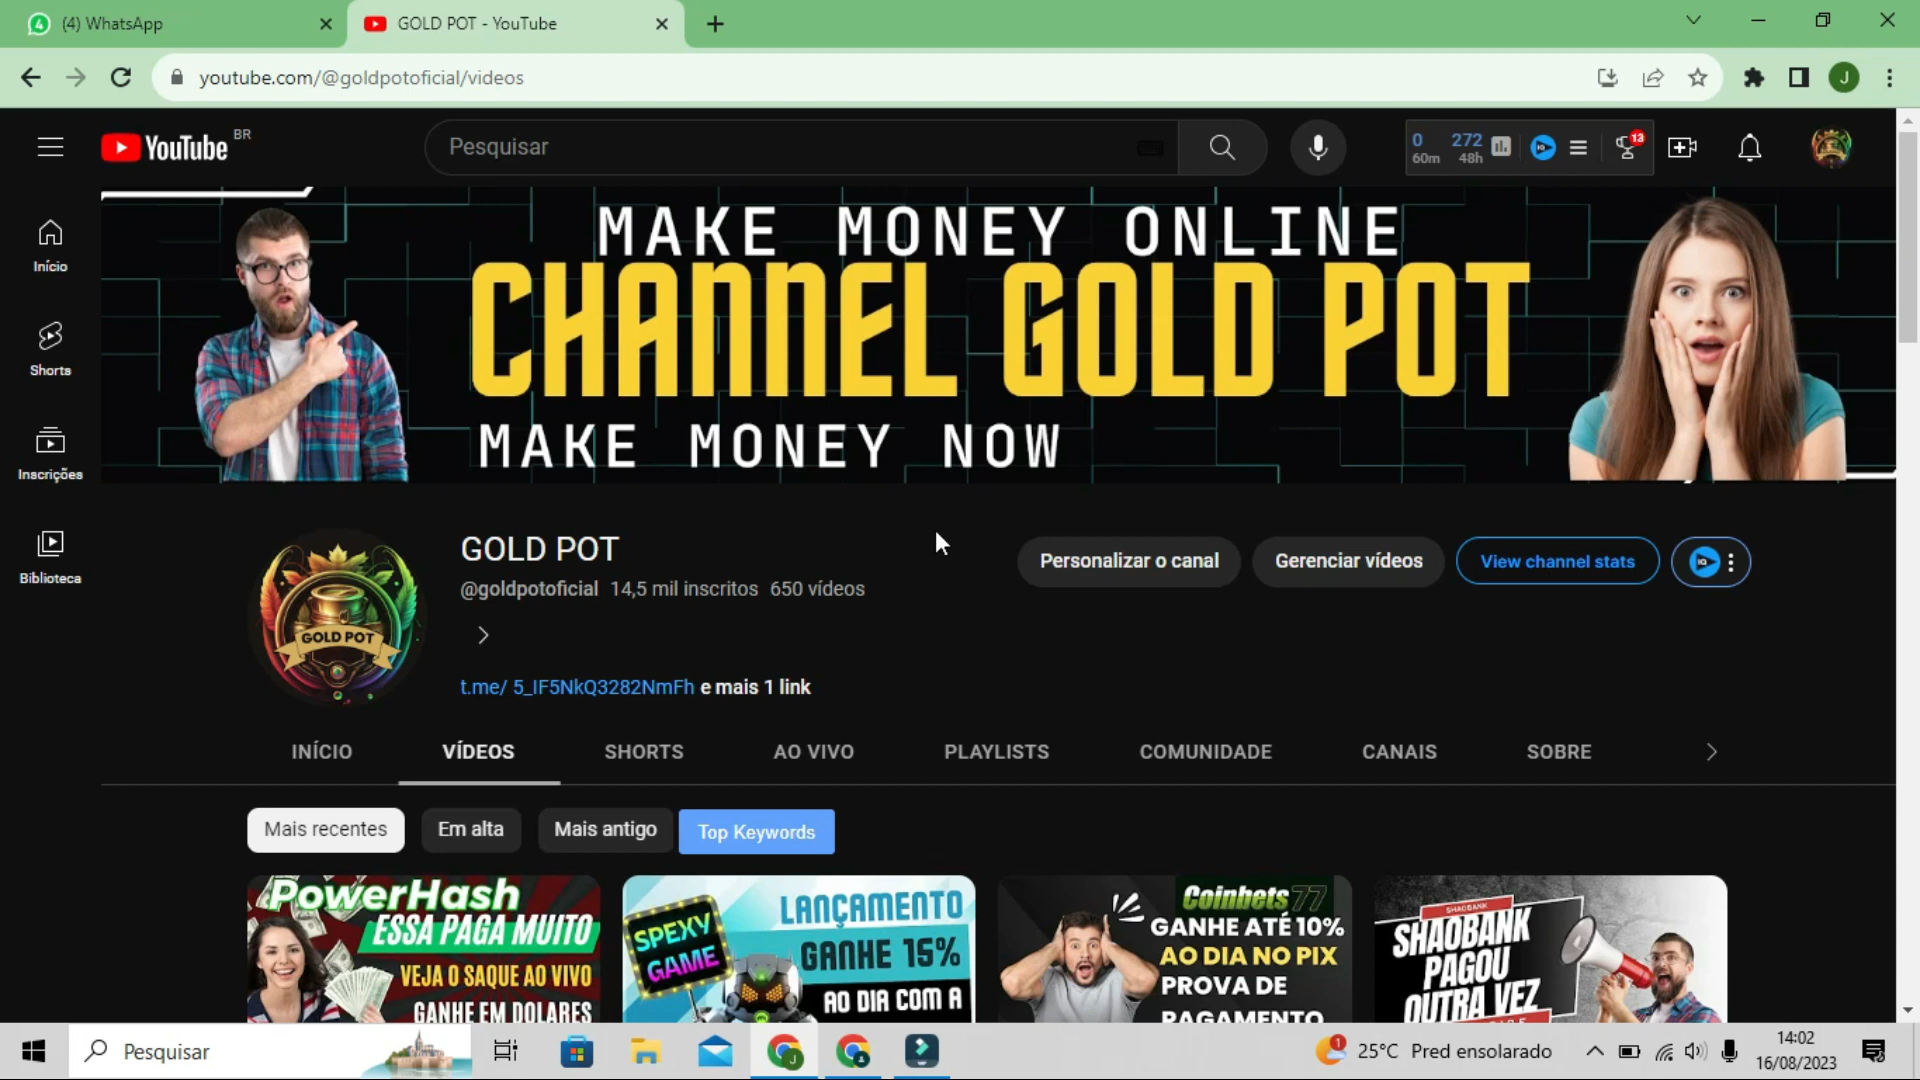 (4) WhatsApp
GOLD POT - YouTube
youtube.com/@goldpotoficial/videos
J
YouTube BR
Pesquisar
0 272
60m 48h
13
MAKE MONEY ONLINE
CHANNEL GOLD POT
MAKE MONEY NOW
Início
Shorts
Inscrições
Biblioteca
GOLD POT
GOLD POT
@goldpotoficial 14,5 mil inscritos 650 vídeos
t.me/ 5_IF5NkQ3282NmFh e mais 1 link
Personalizar o canal
Gerenciar vídeos
View channel stats
INÍCIO VÍDEOS SHORTS AO VIVO PLAYLISTS COMUNIDADE CANAIS SOBRE
Mais recentes Em alta Mais antigo Top Keywords
PowerHash
ESSA PAGA MUITO
VEJA O SAQUE AO VIVO
GANHE EM DOLARES
SPEXY
GAME
LANÇAMENTO
GANHE 15%
AO DIA COM A
Coinbets77
GANHE ATÉ 10%
AO DIA NO PIX
PROVA DE
PAGAMENTO
SHAOBANK
SHAOBANK
PAGOU
OUTRA VEZ
Pesquisar
1
25°C Pred ensolarado
14:02
16/08/2023